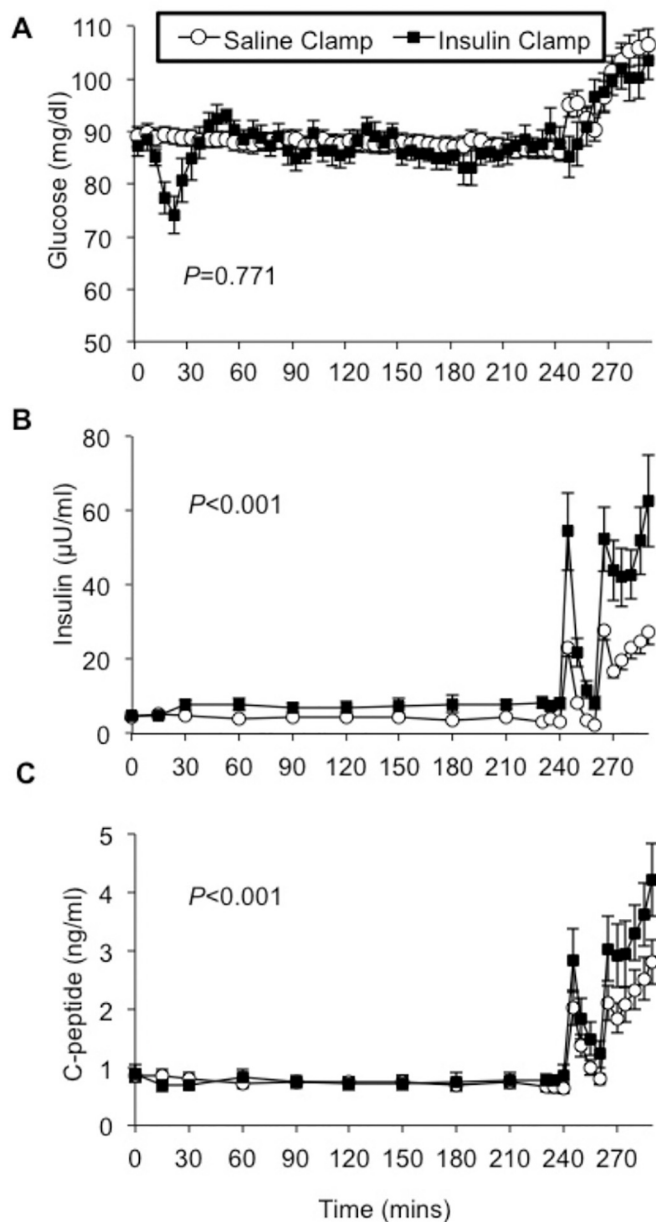 A
Saline Clamp Insulin Clamp
110
100
90
80
70
60
50
Glucose (mg/dl)
P=0.771
0 30 60 90 120 150 180 210 240 270
B
80
60
40
20
0
Insulin (µU/ml)
P<0.001
0 30 60 90 120 150 180 210 240 270
C
5
4
3
2
1
0
C-peptide (ng/ml)
P<0.001
0 30 60 90 120 150 180 210 240 270
Time (mins)